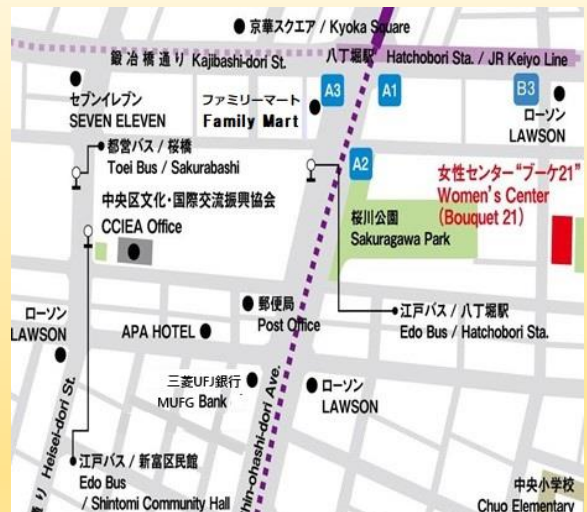 京華スクエア / Kyoka Square
鍛冶橋通り Kajibashi-dori St.
八丁堀駅 Hatchobori Sta. / JR Keiyo Line
セブンイレブン
SEVEN ELEVEN
ファミリーマート
Family Mart
A3
A1
B3
ローソン
LAWSON
都営バス / 桜橋
Toei Bus / Sakurabashi
A2
女性センター“ブーケ21”
Women's Center
(Bouquet 21)
中央区文化・国際交流振興協会
CCIEA Office
桜川公園
Sakuragawa Park
ローソン
LAWSON
郵便局
Post Office
APA HOTEL
江戸バス / 八丁堀駅
Edo Bus / Hatchobori Sta.
三菱UFJ銀行
MUFG Bank
ローソン
LAWSON
通り Heisei-dori St.
hin-ohashi-dori Ave.
江戸バス / 新富区民館
Edo Bus
/ Shintomi Community Hall
中央小学校
Chuo Elementary